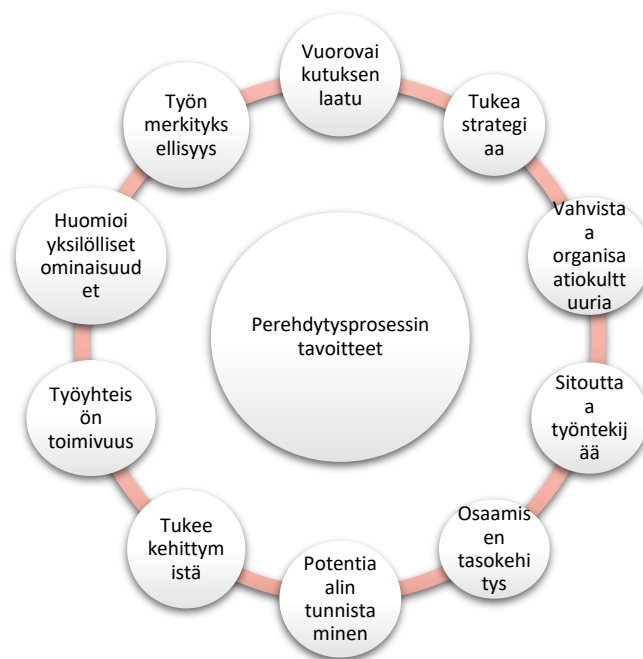 Vuorovai
kutuksen
laatu
Tukea
strategi
aa
Vahvista
a
organisa
atiokultt
uuria
Sitoutta
a
työntekij
ää
Osaamis
en
tasokehi
tys
Potentia
alin
tunnista
minen
Tukee
kehittym
istä
Työyhteis
ön
toimivuus
Huomioi
yksilölliset
ominaisuud
et
Työn
merkityks
ellisyys
Perehdytysprosessin
tavoitteet